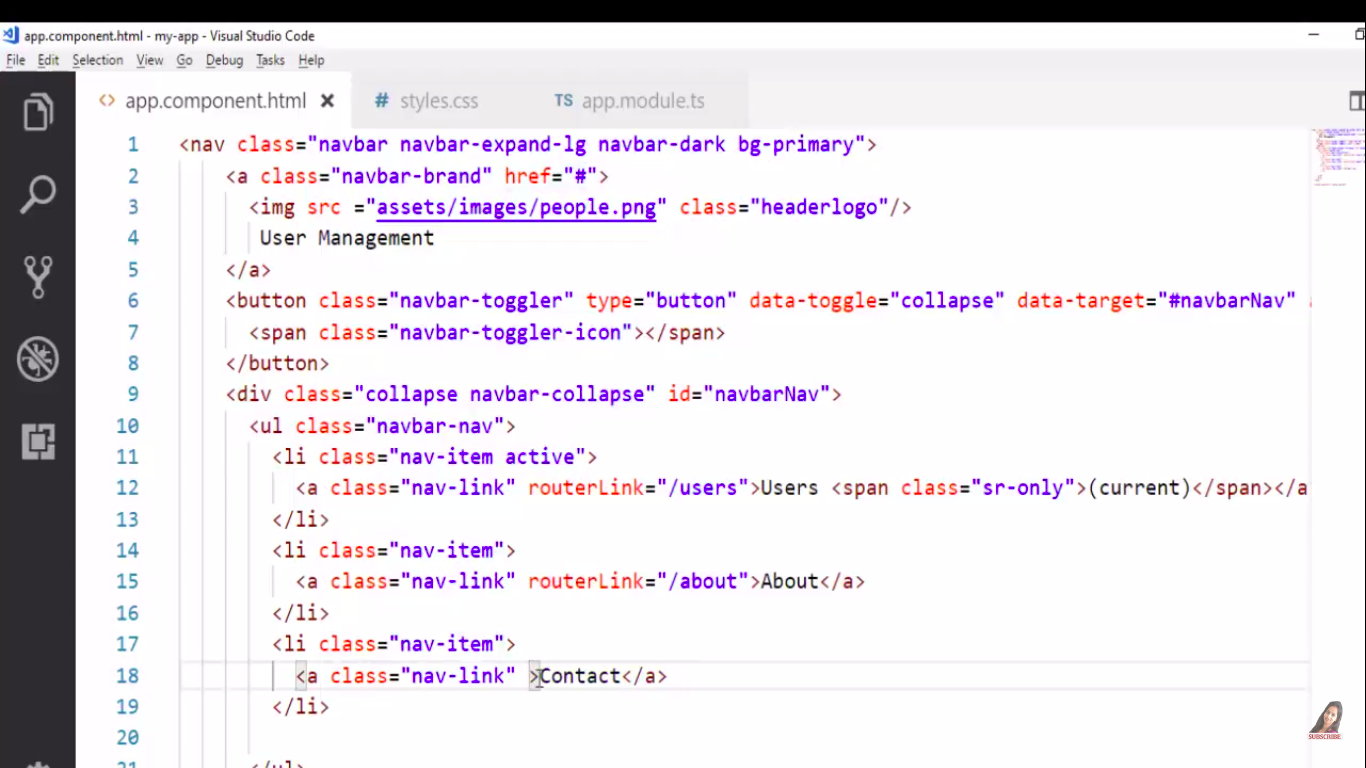 app.component.html - my-app - Visual Studio Code
File Edit Selection View Go Debug Tasks Help
<> app.component.html × # styles.css TS app.module.ts
1 <nav class="navbar navbar-expand-lg navbar-dark bg-primary">
2 <a class="navbar-brand" href="#">
3 <img src ="assets/images/people.png" class="headerlogo"/>
4 User Management
5 </a>
6 <button class="navbar-toggler" type="button" data-toggle="collapse" data-target="#navbarNav"
7 <span class="navbar-toggler-icon"></span>
8 </button>
9 <div class="collapse navbar-collapse" id="navbarNav">
10 <ul class="navbar-nav">
11 <li class="nav-item active">
12 <a class="nav-link" routerLink="/users">Users <span class="sr-only">(current)</span></a
13 </li>
14 <li class="nav-item">
15 <a class="nav-link" routerLink="/about">About</a>
16 </li>
17 <li class="nav-item">
18 <a class="nav-link" >Contact</a>
19 </li>
20
21 </ul>
SUBSCRIBE